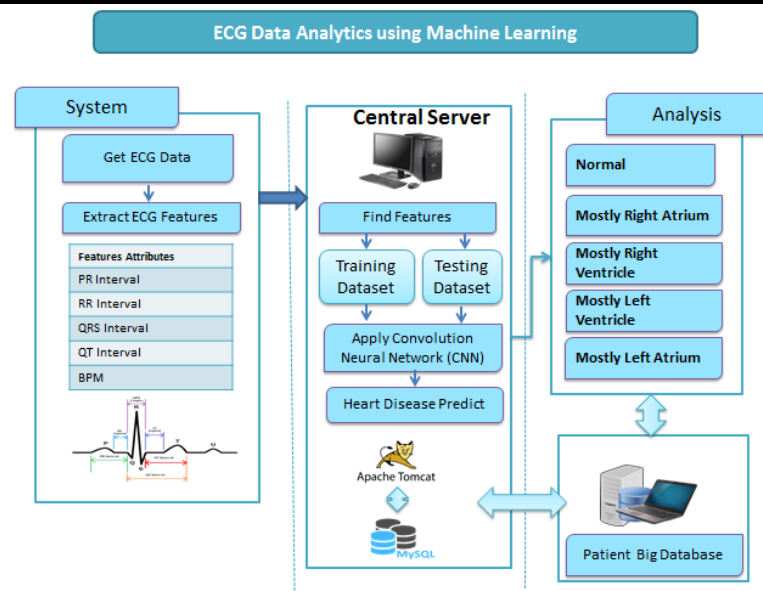 ECG Data Analytics using Machine Learning
System
Get ECG Data
Extract ECG Features
Features Attributes
PR Interval
RR Interval
QRS Interval
QT Interval
BPM
R
P
T
U
Q
S
Central Server
Find Features
Training
Dataset
Testing
Dataset
Apply Convolution
Neural Network (CNN)
Heart Disease Predict
Apache Tomcat
MySQL
Analysis
Normal
Mostly Right Atrium
Mostly Right
Ventricle
Mostly Left
Ventricle
Mostly Left Atrium
Patient Big Database